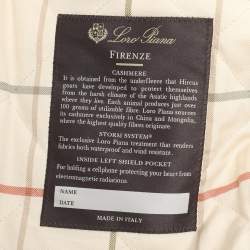 Loro Piana
FIRENZE
CASHMERE
It is obtained from the underfleece that Hircus
goats have developed to protect themselves
from the harsh climate of the Asiatic highlands
where they live. Each animal produces just over
100 grams of utilizable fibre. Loro Piana sources
its cashmere exclusively in China and Mongolia,
where the highest quality fibres originate.
STORM SYSTEM®
The exclusive Loro Piana treatment that renders
fabrics both waterproof and wind resistant.
INSIDE LEFT SHIELD POCKET
For holding a cellphone protecting your heart from
electromagnetic radiations.
NAME
DATE
MADE IN ITALY